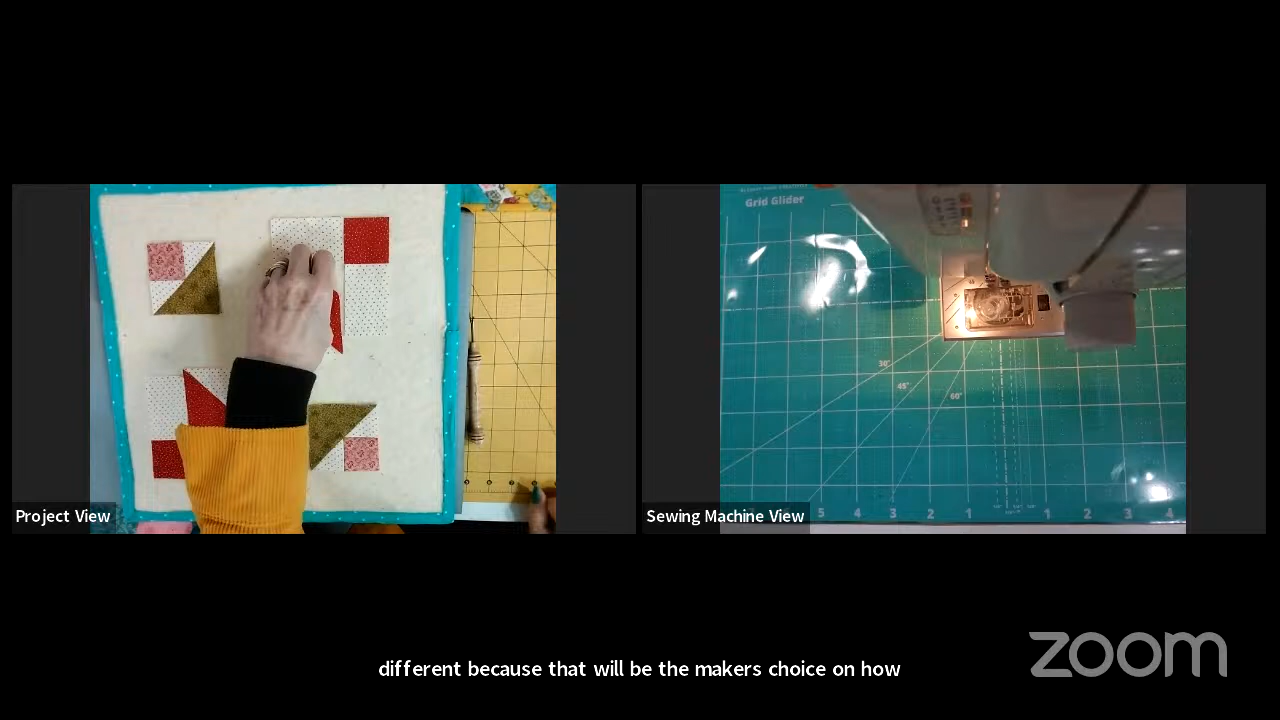 Grid Glider
30°
45°
60°
5 4 3 2 1 1 2 3 4
Project View
Sewing Machine View
different because that will be the makers choice on how
zoom